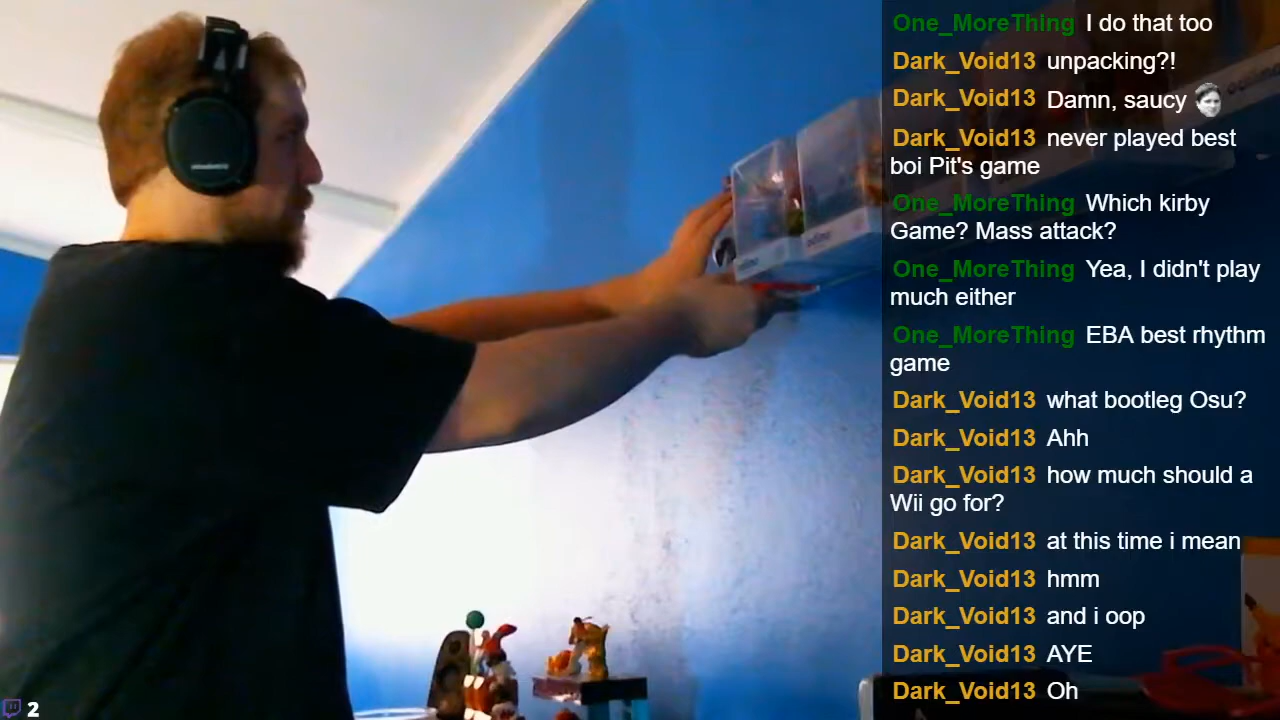 One_MoreThing I do that too
Dark_Void13 unpacking?!
Dark_Void13 Damn, saucy
Dark_Void13 never played best
boi Pit's game
One_MoreThing Which kirby
Game? Mass attack?
One_MoreThing Yea, I didn't play
much either
One_MoreThing EBA best rhythm
game
Dark_Void13 what bootleg Osu?
Dark_Void13 Ahh
Dark_Void13 how much should a
Wii go for?
Dark_Void13 at this time i mean
Dark_Void13 hmm
Dark_Void13 and i oop
Dark_Void13 AYE
Dark_Void13 Oh
amiibo
amiibo
2